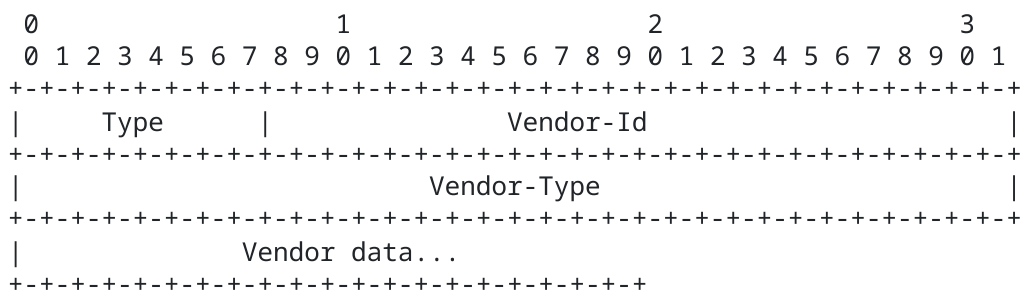 0                   1                   2                   3
 0 1 2 3 4 5 6 7 8 9 0 1 2 3 4 5 6 7 8 9 0 1 2 3 4 5 6 7 8 9 0 1
+-+-+-+-+-+-+-+-+-+-+-+-+-+-+-+-+-+-+-+-+-+-+-+-+-+-+-+-+-+-+-+-+
|     Type      |               Vendor-Id                       |
+-+-+-+-+-+-+-+-+-+-+-+-+-+-+-+-+-+-+-+-+-+-+-+-+-+-+-+-+-+-+-+-+
|                          Vendor-Type                          |
+-+-+-+-+-+-+-+-+-+-+-+-+-+-+-+-+-+-+-+-+-+-+-+-+-+-+-+-+-+-+-+-+
|              Vendor data...
+-+-+-+-+-+-+-+-+-+-+-+-+-+-+-+-+-+-+-+-+